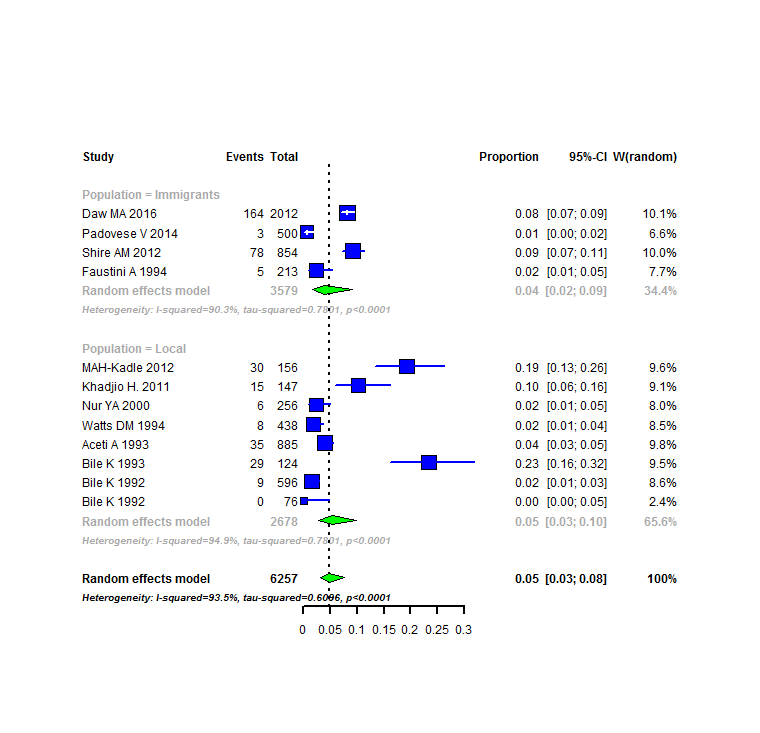 Study Events Total Proportion 95%-CI W(random)
Population = Immigrants
Daw MA 2016 164 2012 0.08 [0.07; 0.09] 10.1%
Padovese V 2014 3 500 0.01 [0.00; 0.02] 6.6%
Shire AM 2012 78 854 0.09 [0.07; 0.11] 10.0%
Faustini A 1994 5 213 0.02 [0.01; 0.05] 7.7%
Random effects model 3579 0.04 [0.02; 0.09] 34.4%
Heterogeneity: I-squared=90.3%, tau-squared=0.7801, p<0.0001
Population = Local
MAH-Kadle 2012 30 156 0.19 [0.13; 0.26] 9.6%
Khadjio H. 2011 15 147 0.10 [0.06; 0.16] 9.1%
Nur YA 2000 6 256 0.02 [0.01; 0.05] 8.0%
Watts DM 1994 8 438 0.02 [0.01; 0.04] 8.5%
Aceti A 1993 35 885 0.04 [0.03; 0.05] 9.8%
Bile K 1993 29 124 0.23 [0.16; 0.32] 9.5%
Bile K 1992 9 596 0.02 [0.01; 0.03] 8.6%
Bile K 1992 0 76 0.00 [0.00; 0.05] 2.4%
Random effects model 2678 0.05 [0.03; 0.10] 65.6%
Heterogeneity: I-squared=94.9%, tau-squared=0.7801, p<0.0001
Random effects model 6257 0.05 [0.03; 0.08] 100%
Heterogeneity: I-squared=93.5%, tau-squared=0.6096, p<0.0001
0 0.05 0.1 0.15 0.2 0.25 0.3